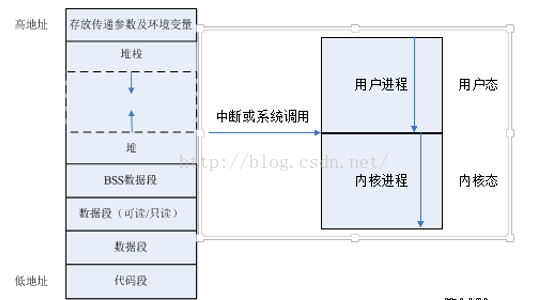 高地址
存放传递参数及环境变量
堆栈
堆
BSS数据段
数据段（可读/只读）
数据段
代码段
低地址
中断或系统调用
用户进程
用户态
内核进程
内核态
http://blog.csdn.net/